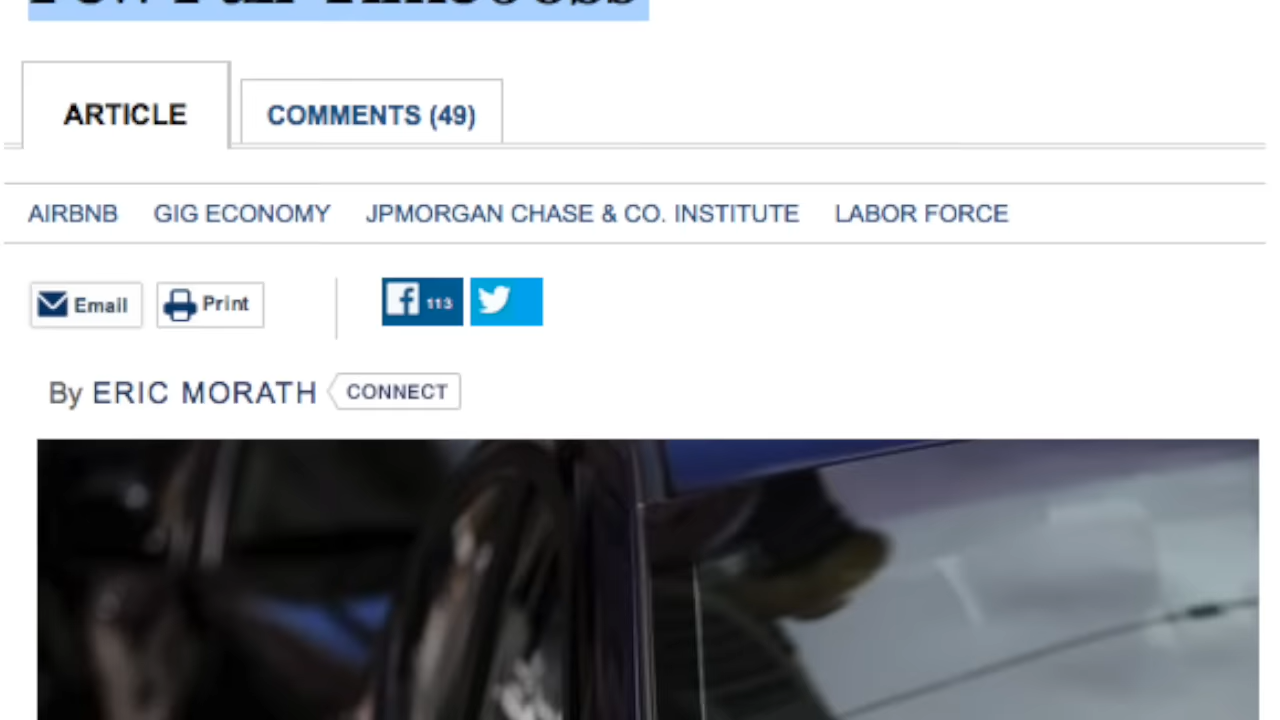 ARTICLE COMMENTS (49)
AIRBNB GIG ECONOMY JPMORGAN CHASE & CO. INSTITUTE LABOR FORCE
Email Print 113
By ERIC MORATH CONNECT